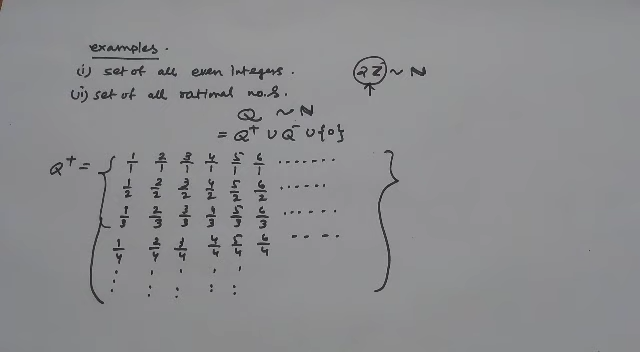 examples.
(i) set of all even integers. 2Z ~ N
(ii) set of all rational no.s.
Q ~ N
= Q⁺ ∪ Q⁻ ∪ {0}
Q⁺ = { 1/1 2/1 3/1 4/1 5/1 6/1 .......
1/2 2/2 3/2 4/2 5/2 6/2 ......
1/3 2/3 3/3 4/3 5/3 6/3 ......
1/4 2/4 3/4 4/4 5/4 6/4 ..... }